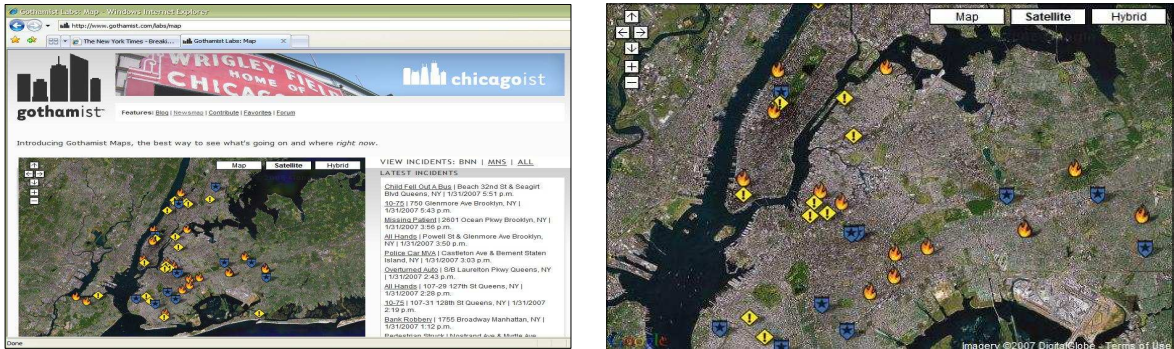 Gothamist Labs: Map - Windows Internet Explorer
http://www.gothamist.com/labs/map
The New York Times - Breaki...
Gothamist Labs: Map
WRIGLEY FIELD
HOME OF
CHICAGO
chicagoist
gothamist
Features: Blog | Newsmap | Contribute | Favorites | Forum
Introducing Gothamist Maps, the best way to see what's going on and where right now.
Map Satellite Hybrid
VIEW INCIDENTS: BNN | MNS | ALL
LATEST INCIDENTS
Child Fell Out A Bus | Beach 32nd St & Seagirt
Blvd Queens, NY | 1/31/2007 5:51 p.m.
10-75 | 750 Glenmore Ave Brooklyn, NY |
1/31/2007 5:43 p.m.
Missing Patient | 2601 Ocean Pkwy Brooklyn, NY |
1/31/2007 3:56 p.m.
All Hands | Powell St & Glenmore Ave Brooklyn,
NY | 1/31/2007 3:50 p.m.
Police Car MVA | Castleton Ave & Bement Staten
Island, NY | 1/31/2007 3:03 p.m.
Overturned Auto | S/B Laurelton Pkwy Queens, NY
| 1/31/2007 2:43 p.m.
All Hands | 107-29 127th St Queens, NY |
1/31/2007 2:28 p.m.
10-75 | 107-31 128th St Queens, NY | 1/31/2007
2:19 p.m.
Bank Robbery | 1755 Broadway Manhattan, NY |
1/31/2007 1:12 p.m.
Pedestrian Struck | Nostrand Ave & Myrtle Ave
Done
Map Satellite Hybrid
Google
Imagery ©2007 DigitalGlobe - Terms of Use